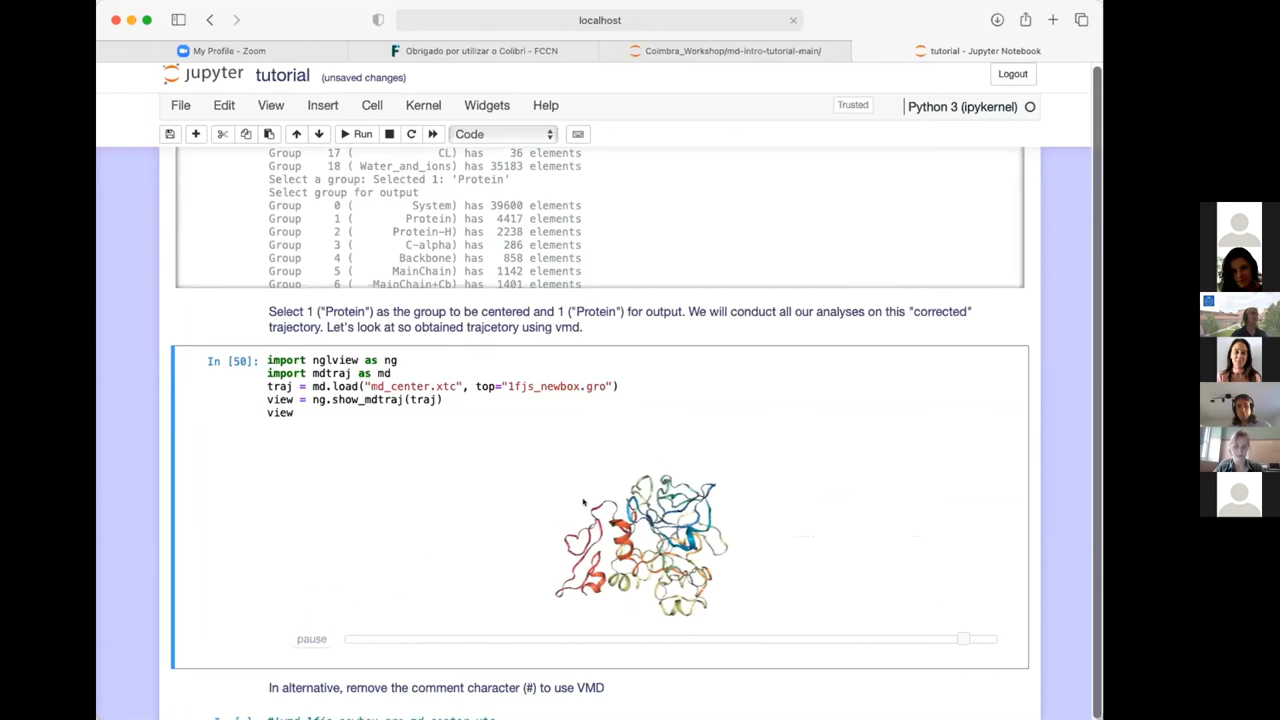 localhost
My Profile - Zoom
Obrigado por utilizar o Colibri - FCCN
Coimbra_Workshop/md-intro-tutorial-main/
tutorial - Jupyter Notebook
jupyter tutorial (unsaved changes)
Logout
File Edit View Insert Cell Kernel Widgets Help
Trusted
Python 3 (ipykernel)
Run
Code
Group 17 ( CL) has 36 elements
Group 18 ( Water_and_ions) has 35183 elements
Select a group: Selected 1: 'Protein'
Select group for output
Group 0 ( System) has 39600 elements
Group 1 ( Protein) has 4417 elements
Group 2 ( Protein-H) has 2238 elements
Group 3 ( C-alpha) has 286 elements
Group 4 ( Backbone) has 858 elements
Group 5 ( MainChain) has 1142 elements
Group 6 ( MainChain+Cb) has 1401 elements
Select 1 ("Protein") as the group to be centered and 1 ("Protein") for output. We will conduct all our analyses on this "corrected"
trajectory. Let's look at so obtained trajcetory using vmd.
In [50]: import nglview as ng
import mdtraj as md
traj = md.load("md_center.xtc", top="1fjs_newbox.gro")
view = ng.show_mdtraj(traj)
view
pause
In alternative, remove the comment character (#) to use VMD
#!vmd 1fjs_newbox.gro md_center.xtc